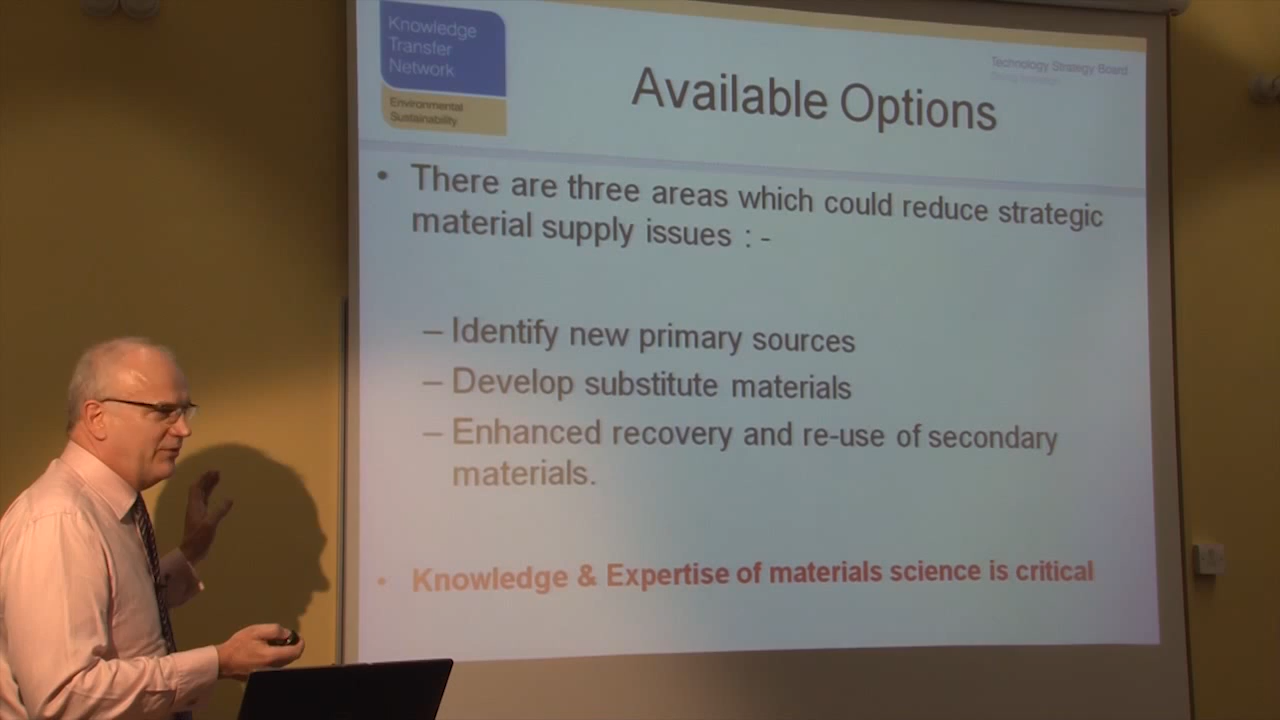 Knowledge
Transfer
Network
Environmental
Sustainability
Technology Strategy Board
Available Options
• There are three areas which could reduce strategic
material supply issues : -
– Identify new primary sources
– Develop substitute materials
– Enhanced recovery and re-use of secondary
materials.
• Knowledge & Expertise of materials science is critical